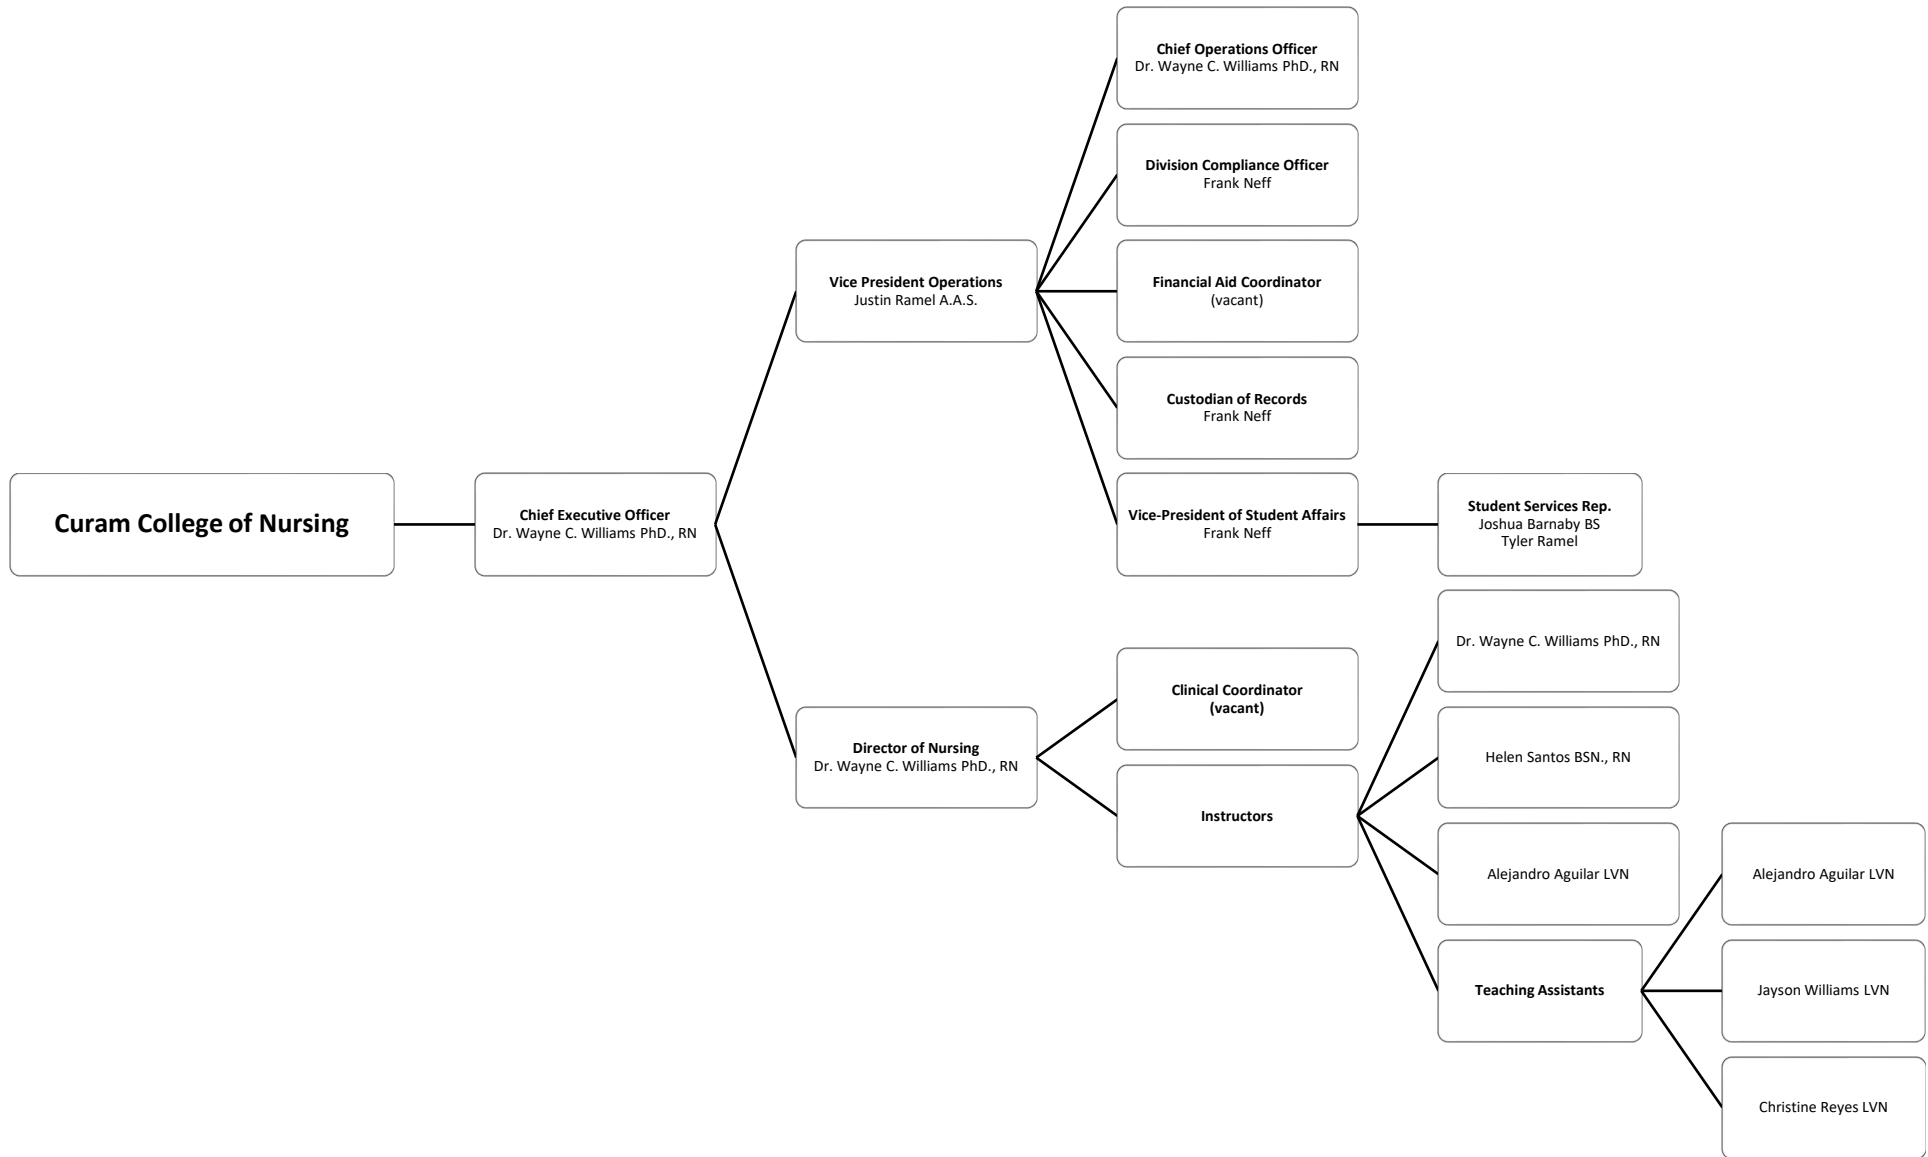 Chief Operations Officer
Dr. Wayne C. Williams PhD., RN
Division Compliance Officer
Frank Neff
Vice President Operations
Justin Ramel A.A.S.
Financial Aid Coordinator
(vacant)
Custodian of Records
Frank Neff
Curam College of Nursing
Chief Executive Officer
Dr. Wayne C. Williams PhD., RN
Vice-President of Student Affairs
Frank Neff
Student Services Rep.
Joshua Barnaby BS
Tyler Ramel
Director of Nursing
Dr. Wayne C. Williams PhD., RN
Clinical Coordinator
(vacant)
Instructors
Dr. Wayne C. Williams PhD., RN
Helen Santos BSN., RN
Alejandro Aguilar LVN
Teaching Assistants
Alejandro Aguilar LVN
Jayson Williams LVN
Christine Reyes LVN